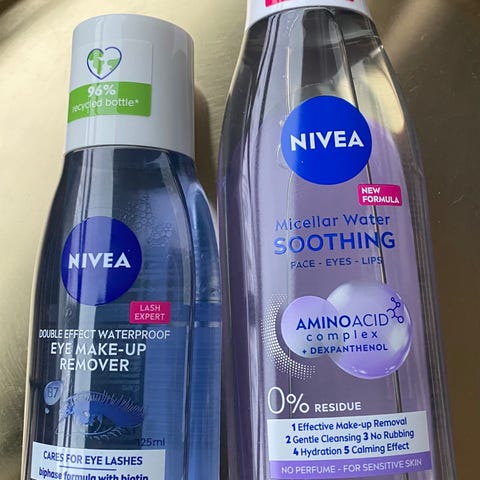 96%
recycled bottle*
NIVEA
LASH
EXPERT
DOUBLE EFFECT WATERPROOF
EYE MAKE-UP
REMOVER
B7
125ml
CARES FOR EYE LASHES
biphase formula with biotin
NIVEA
NEW
FORMULA
Micellar Water
SOOTHING
FACE - EYES - LIPS
AMINOACID
complex
+ DEXPANTHENOL
0% RESIDUE
1 Effective Make-up Removal
2 Gentle Cleansing 3 No Rubbing
4 Hydration 5 Calming Effect
NO PERFUME - FOR SENSITIVE SKIN